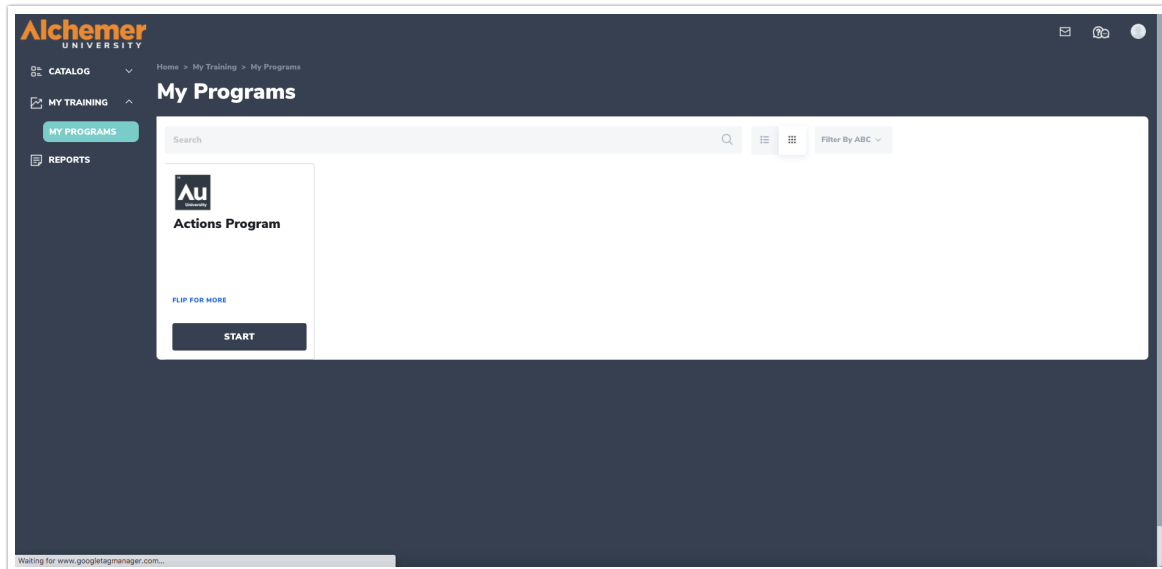 Alchemer
UNIVERSITY
CATALOG
MY TRAINING
MY PROGRAMS
REPORTS
Home > My Training > My Programs
My Programs
Search
Filter By ABC
Au
University
Actions Program
FLIP FOR MORE
START
Waiting for www.googletagmanager.com...